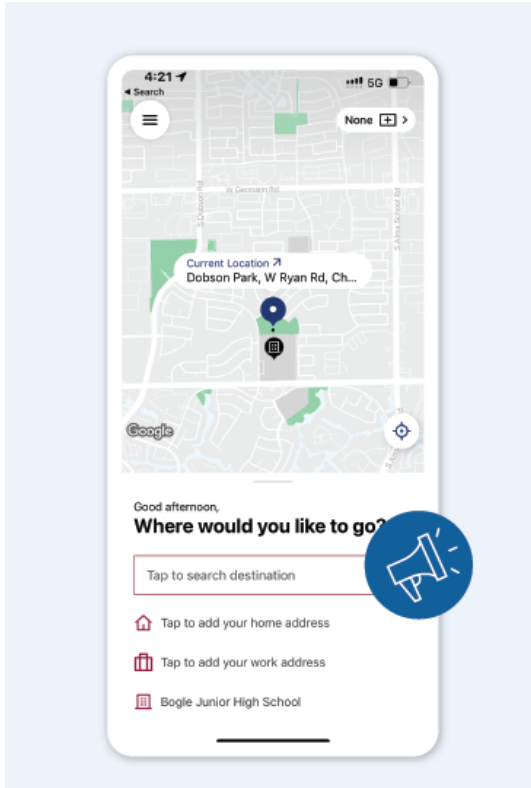 4:21
Search
5G
None
W Germann Rd
S Dobson Rd
S Alma School Rd
Current Location
Dobson Park, W Ryan Rd, Ch...
Google
Good afternoon,
Where would you like to go?
Tap to search destination
Tap to add your home address
Tap to add your work address
Bogle Junior High School